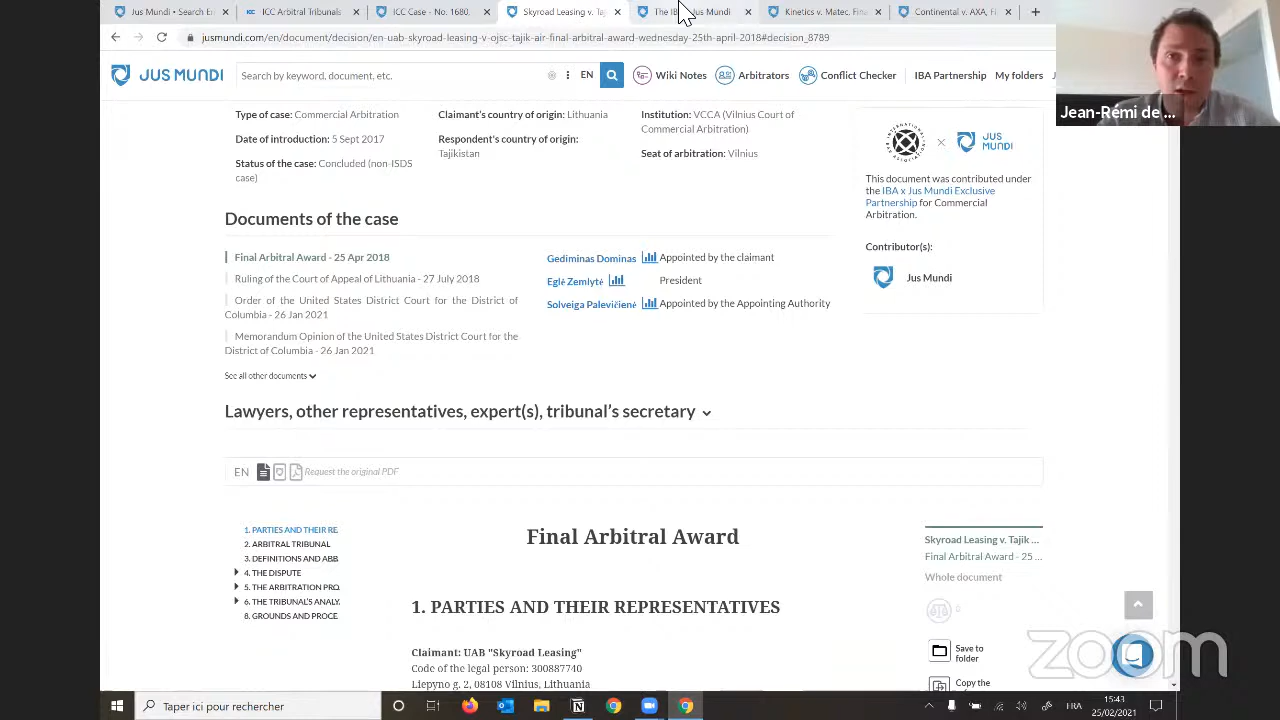 Jus Mundi - Search E
ICC Arbitral Tribunals
ICC Case - No. 1680
Skyroad Leasing v. Taj
The IB
Jus Mundi
Kinetics v. Matec, Fina
Continental v. AXA, Fi
jusmundi.com/en/document/decision/en-uab-skyroad-leasing-v-ojsc-tajik-air-final-arbitral-award-wednesday-25th-april-2018#decision_8789
JUS MUNDI
Search by keyword, document, etc.
EN
Wiki Notes
Arbitrators
Conflict Checker
IBA Partnership
My folders
J
Jean-Rémi de ...
Type of case: Commercial Arbitration
Date of introduction: 5 Sept 2017
Status of the case: Concluded (non-ISDS
case)
Claimant's country of origin: Lithuania
Respondent's country of origin:
Tajikistan
Institution: VCCA (Vilnius Court of
Commercial Arbitration)
Seat of arbitration: Vilnius
JUS
MUNDI
This document was contributed under
the IBA x Jus Mundi Exclusive
Partnership for Commercial
Arbitration.
Contributor(s):
Jus Mundi
Documents of the case
Final Arbitral Award - 25 Apr 2018
Ruling of the Court of Appeal of Lithuania - 27 July 2018
Order of the United States District Court for the District of
Columbia - 26 Jan 2021
Memorandum Opinion of the United States District Court for the
District of Columbia - 26 Jan 2021
See all other documents
Gediminas Dominas
Appointed by the claimant
Eglė Zemlytė
President
Solveiga Palevičienė
Appointed by the Appointing Authority
Lawyers, other representatives, expert(s), tribunal's secretary
EN
Request the original PDF
1. PARTIES AND THEIR RE
2. ARBITRAL TRIBUNAL
3. DEFINITIONS AND ABB
4. THE DISPUTE
5. THE ARBITRATION PRO
6. THE TRIBUNAL'S ANALY
8. GROUNDS AND PROCE
Final Arbitral Award
1. PARTIES AND THEIR REPRESENTATIVES
Claimant: UAB "Skyroad Leasing"
Code of the legal person: 300887740
Liepyno g. 2, 08108 Vilnius, Lithuania
Skyroad Leasing v. Tajik ...
Final Arbitral Award - 25 ...
Whole document
0
Save to
folder
Copy the
zoom
Taper ici pour rechercher
FRA
15:43
25/02/2021